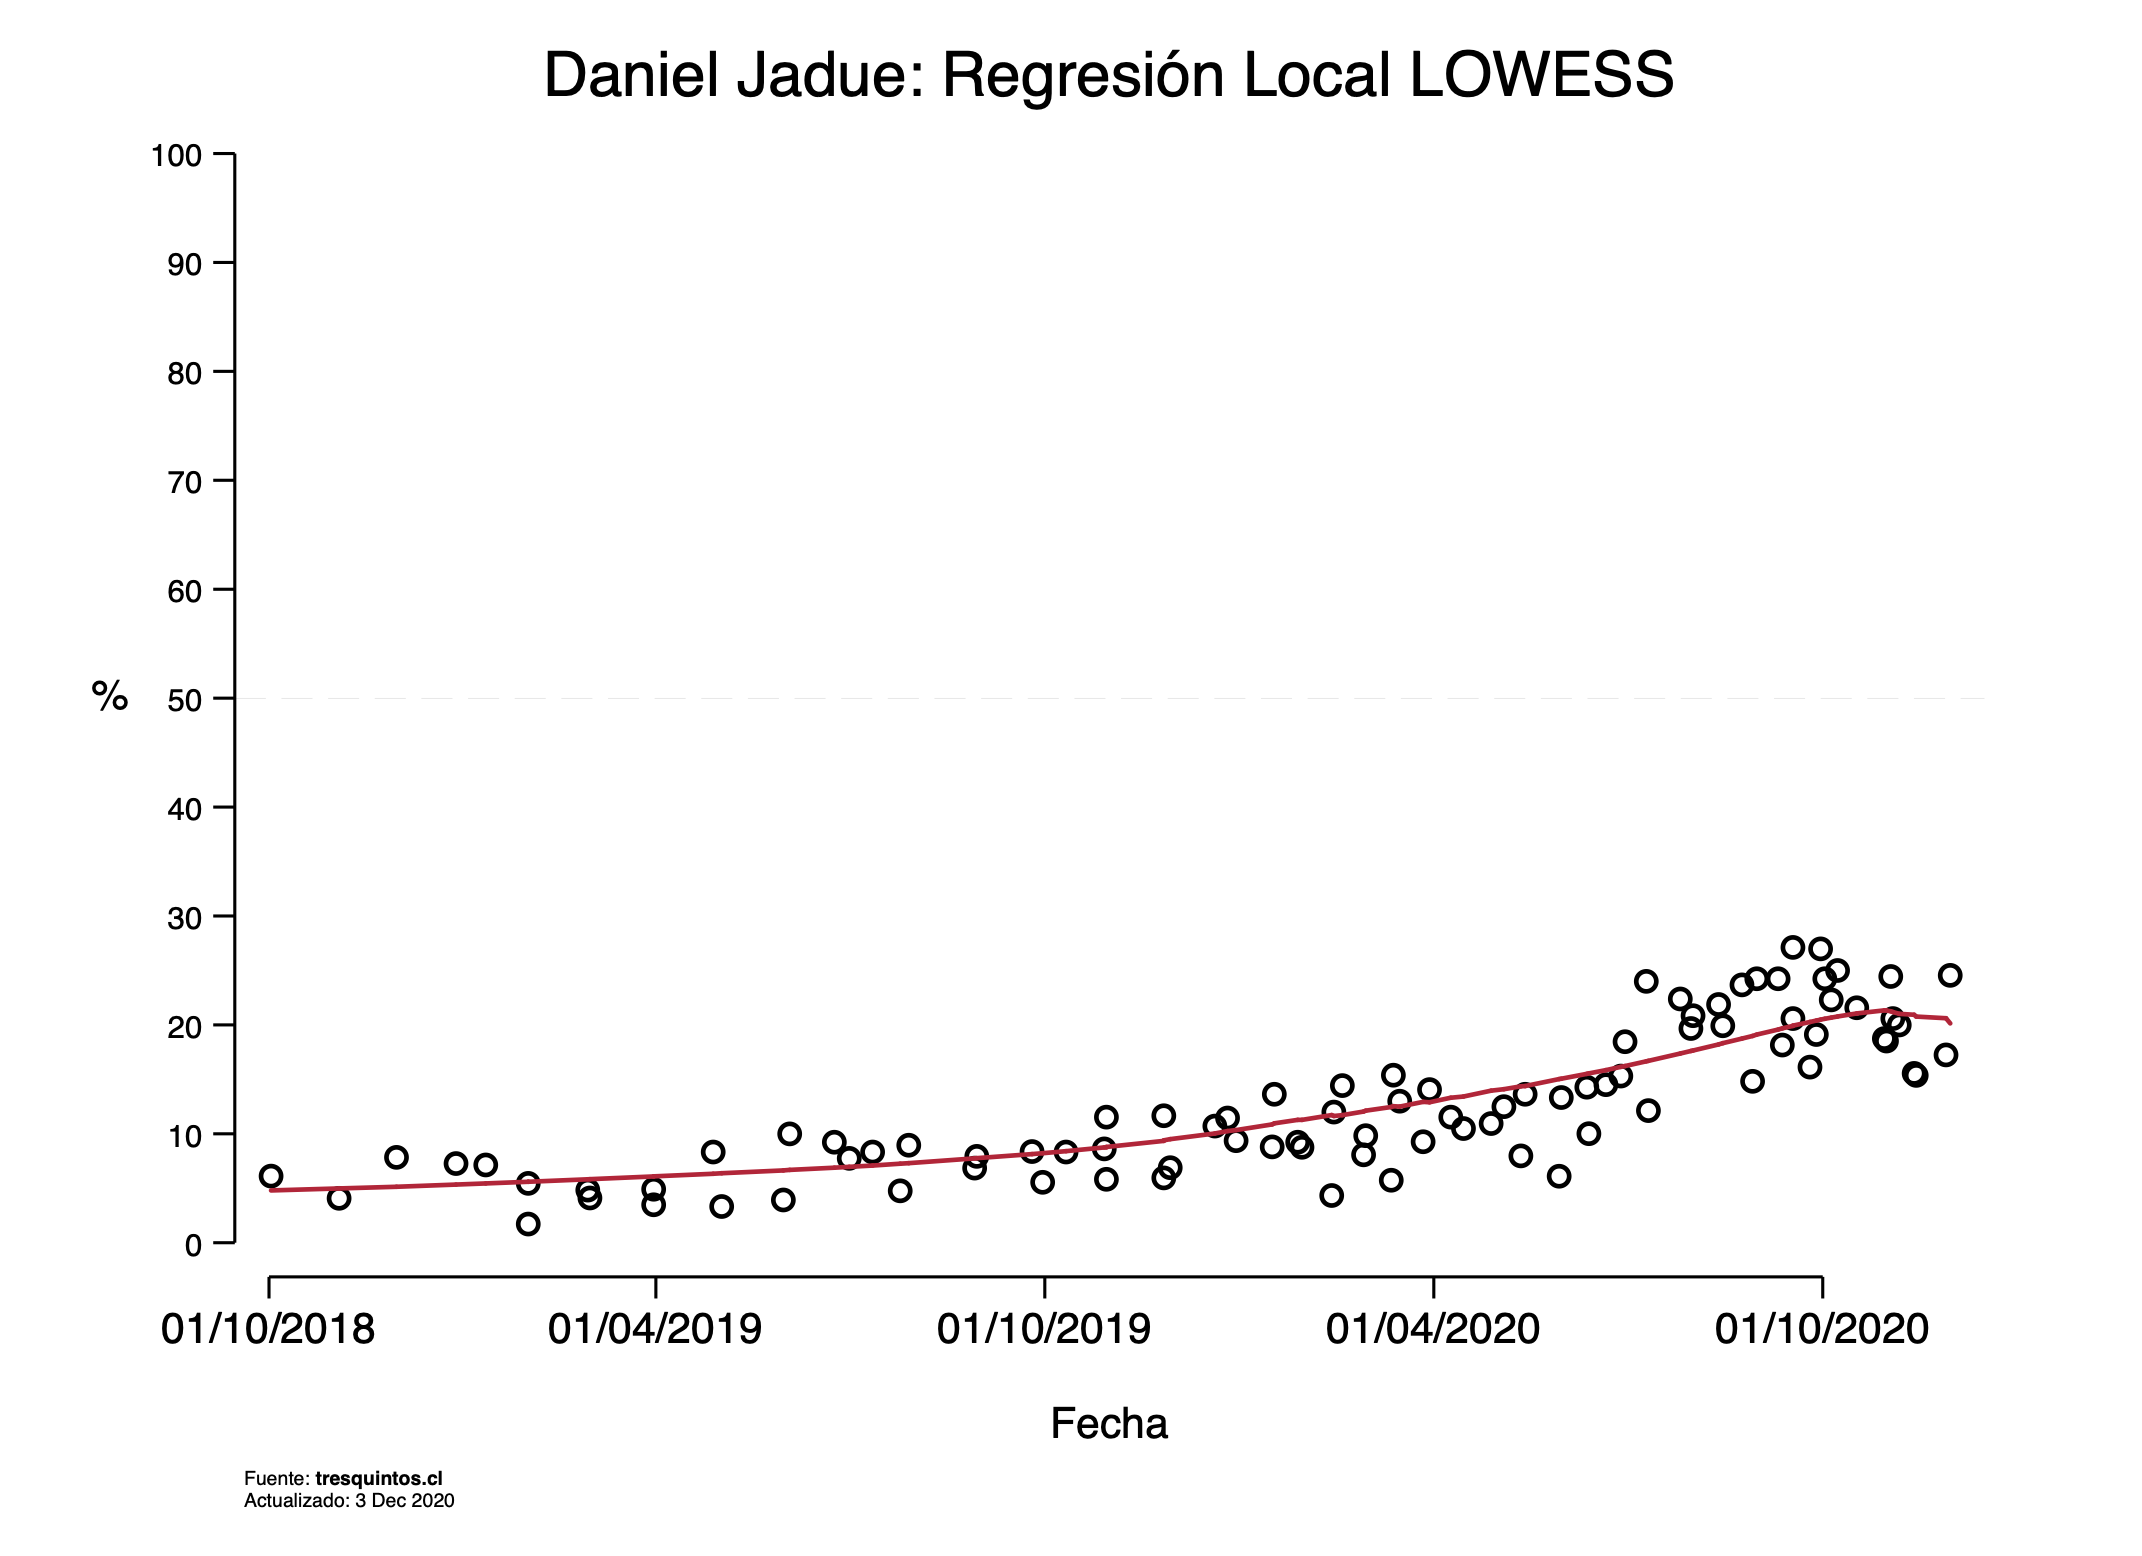 Daniel Jadue: Regresión Local LOWESS
100
90
80
70
60
%
50
40
30
20
10
0
01/10/2018 01/04/2019 01/10/2019 01/04/2020 01/10/2020
Fecha
Fuente: tresquintos.cl
Actualizado: 3 Dec 2020